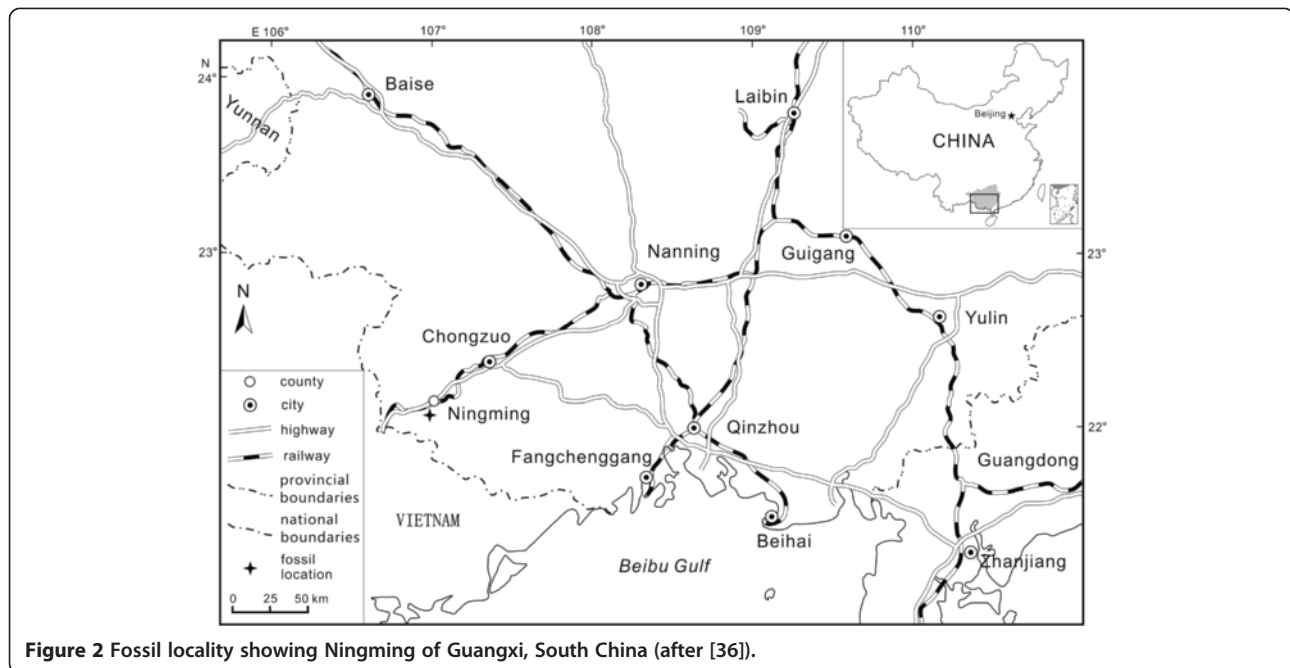 E 106°
107°
108°
109°
110°
N
24°
Baise
Laibin
Yunnan
Beijing
CHINA
23°
Nanning
Guigang
23°
N
Yulin
Chongzuo
county
city
highway
railway
provincial
boundaries
national
boundaries
fossil
location
0 25 50 km
Ningming
Qinzhou
22°
Fangchenggang
Guangdong
VIETNAM
Beihai
Beibu Gulf
Zhanjiang
Figure 2 Fossil locality showing Ningming of Guangxi, South China (after [36]).